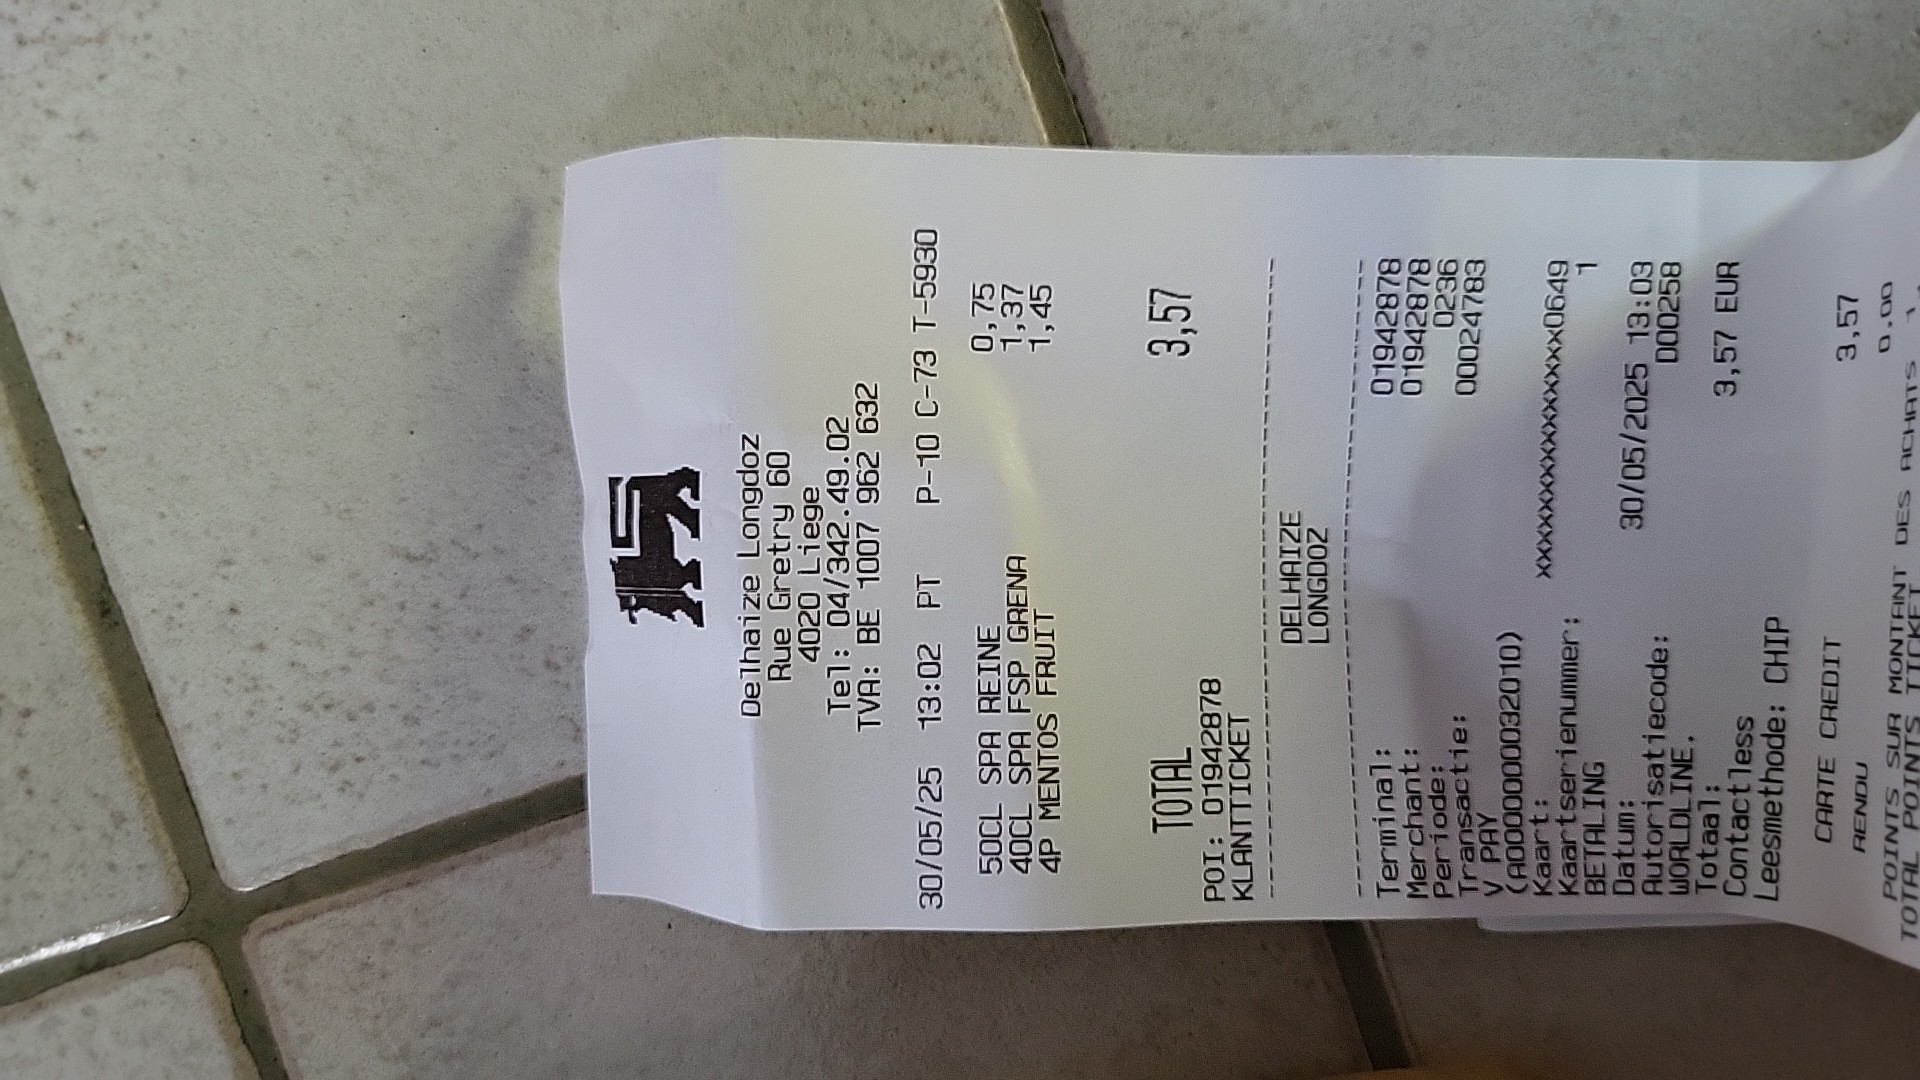 Delhaize Longdoz
Rue Gretry 60
4020 Liege
Tel: 04/342.49.02
TVA: BE 1007 962 632
30/05/25 13:02 PT P-10 C-73 T-5930
50CL SPA REINE 0,75
40CL SPA FSP GRENA 1,37
4P MENTOS FRUIT 1,45
TOTAL 3,57
POI: 01942878
KLANTTICKET
--------------------------------
DELHAIZE
LONGDOZ
--------------------------------
Terminal: 01942878
Merchant: 01942878
Periode: 0236
Transactie: 00024783
V PAY
(A0000000032010)
Kaart: xxxxxxxxxxxxxxx0649
Kaartserienummer: 1
BETALING
Datum: 30/05/2025 13:03
Autorisatiecode: D00258
WORLDLINE.
Totaal: 3,57 EUR
Contactless
Leesmethode: CHIP
CARTE CREDIT 3,57
RENDU 0,00
POINTS SUR MONTANT DES ACHATS
TOTAL POINTS TICKET